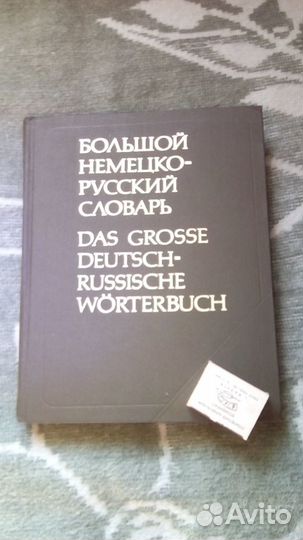 БОЛЬШОЙ
НЕМЕЦКО-
РУССКИЙ
СЛОВАРЬ
DAS GROSSE
DEUTSCH-
RUSSISCHE
WÖRTERBUCH
Avito